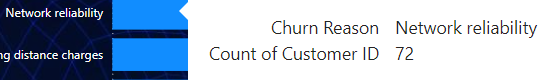 Network reliability
ng distance charges
Churn Reason Network reliability
Count of Customer ID 72